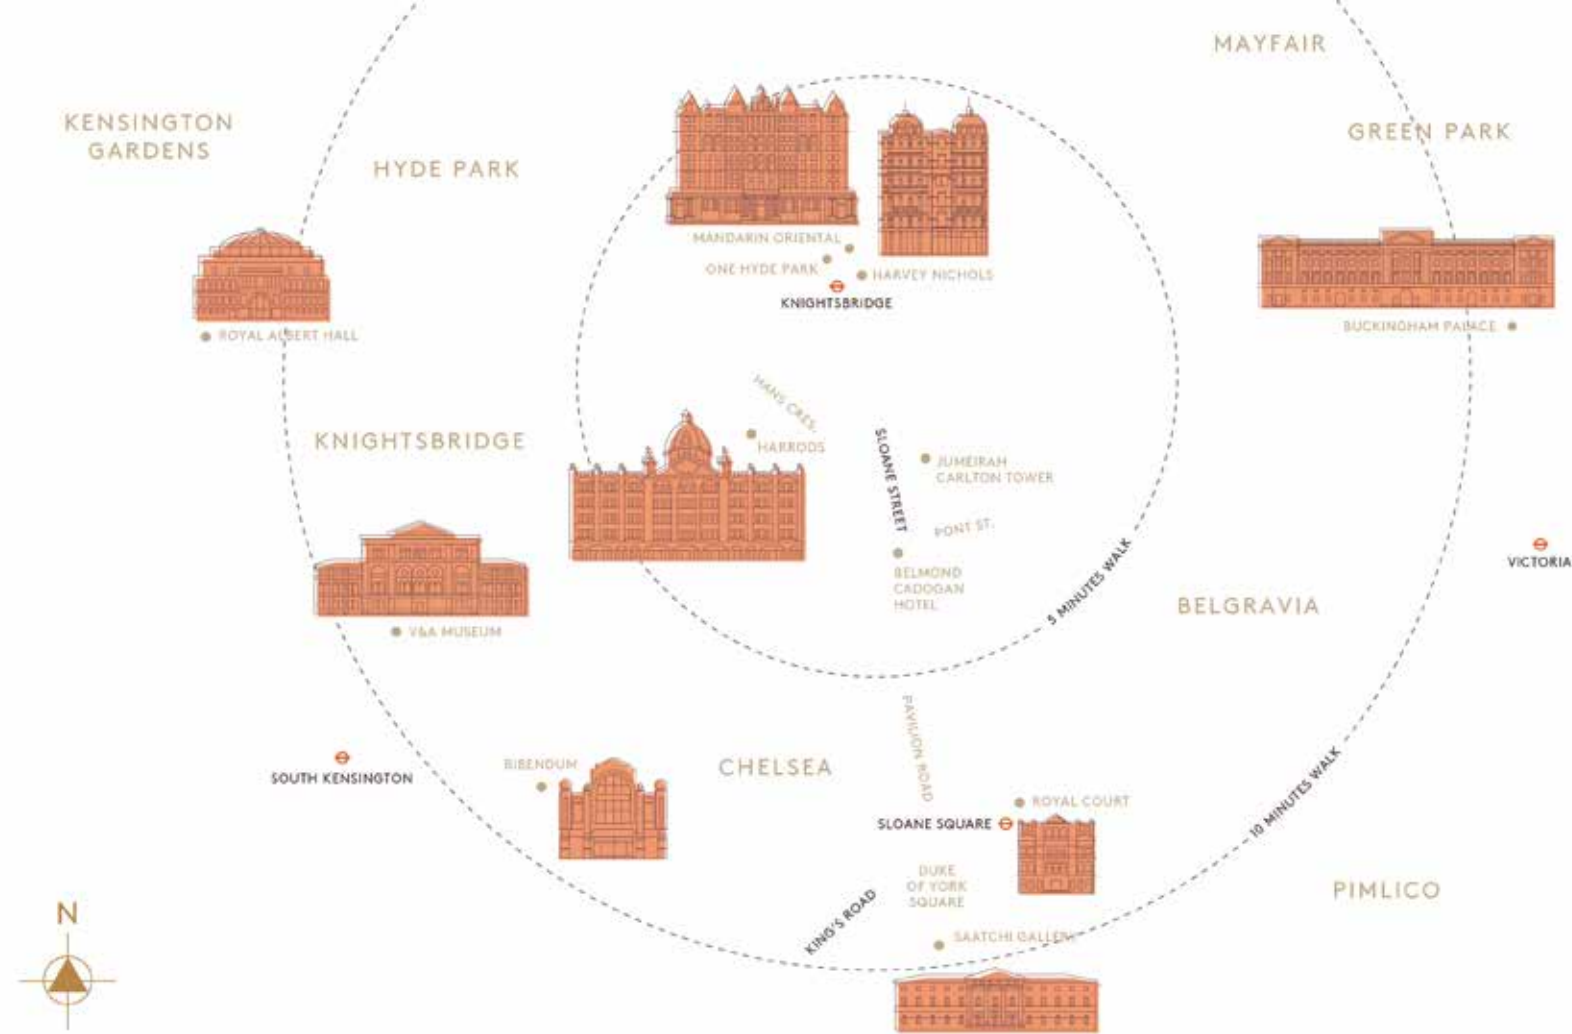 MAYFAIR
KENSINGTON
GARDENS
GREEN PARK
HYDE PARK
MANDARIN ORIENTAL
ONE HYDE PARK
HARVEY NICHOLS
KNIGHTSBRIDGE
BUCKINGHAM PALACE
ROYAL ALBERT HALL
HANS CRES.
HARRODS
KNIGHTSBRIDGE
SLOANE STREET
JUMEIRAH
CARLTON TOWER
PONT ST.
BELMOND
CADOGAN
HOTEL
5 MINUTES WALK
VICTORIA
BELGRAVIA
V&A MUSEUM
PAVILION ROAD
SOUTH KENSINGTON
BIBENDUM
CHELSEA
ROYAL COURT
SLOANE SQUARE
10 MINUTES WALK
DUKE
OF YORK
SQUARE
KING'S ROAD
SAATCHI GALLERY
PIMLICO
N